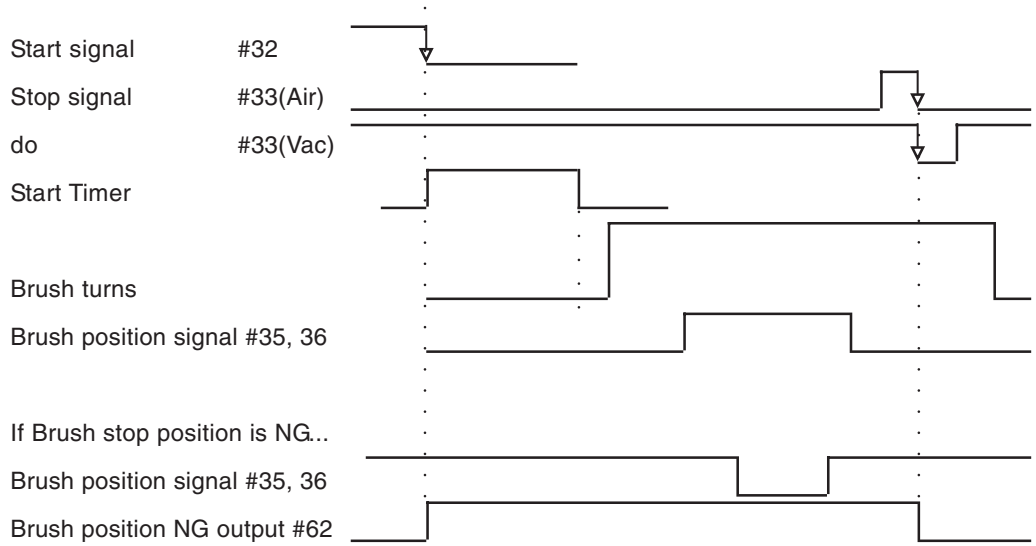 Start signal #32
Stop signal #33(Air)
do #33(Vac)
Start Timer
Brush turns
Brush position signal #35, 36
If Brush stop position is NG...
Brush position signal #35, 36
Brush position NG output #62